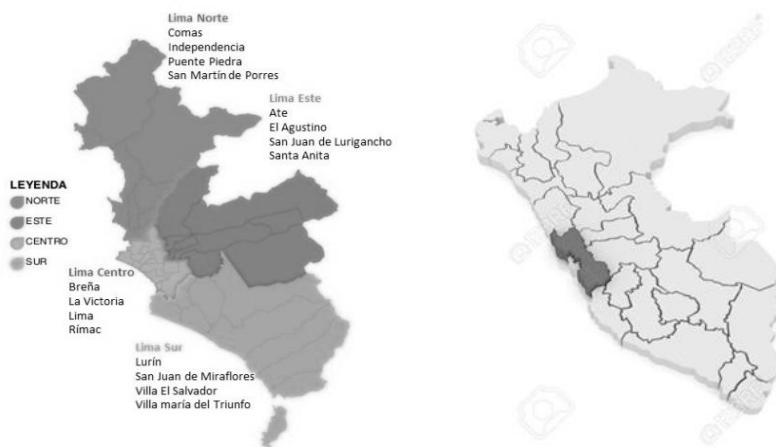 Lima Norte
Comas
Independencia
Puente Piedra
San Martín de Porres
Lima Este
Ate
El Agustino
San Juan de Lurigancho
Santa Anita
LEYENDA
NORTE
ESTE
CENTRO
SUR
Lima Centro
Breña
La Victoria
Lima
Rímac
Lima Sur
Lurín
San Juan de Miraflores
Villa El Salvador
Villa maría del Triunfo